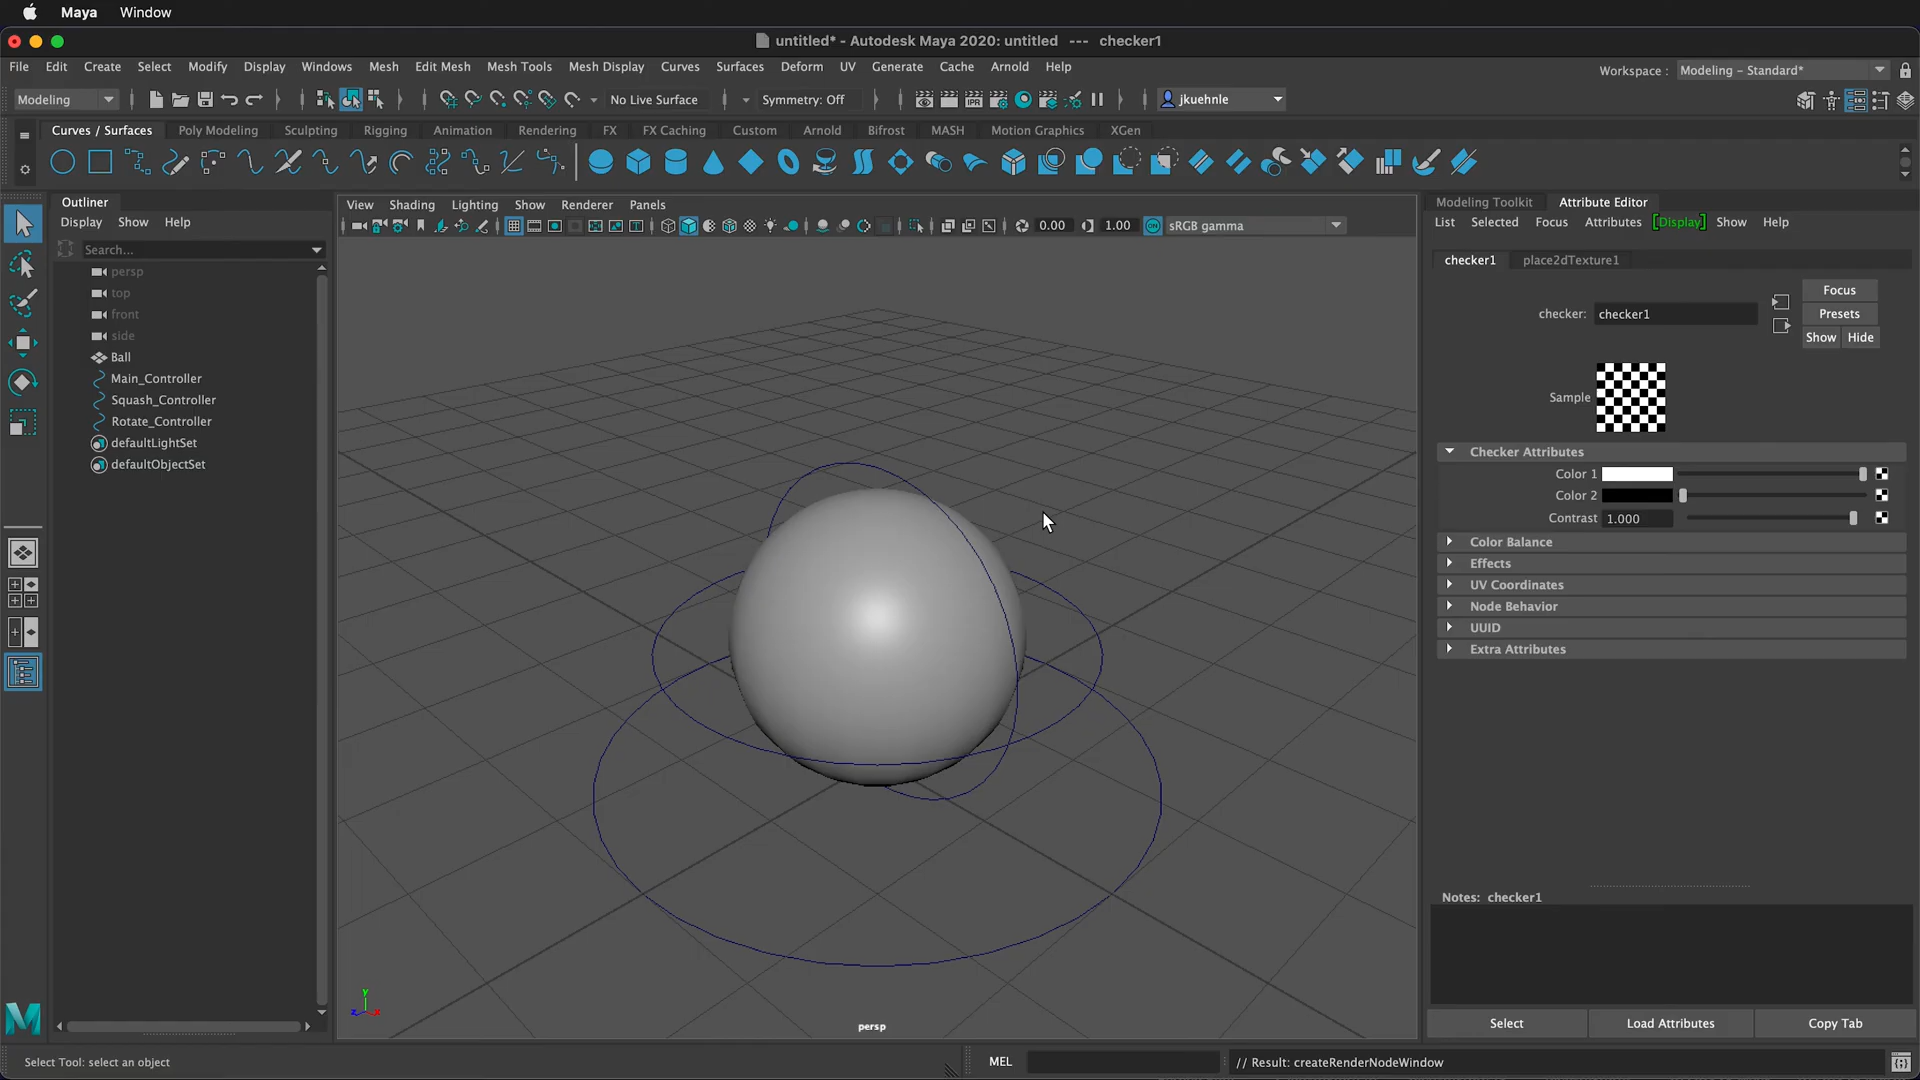 Maya Window
untitled* - Autodesk Maya 2020: untitled --- checker1
File Edit Create Select Modify Display Windows Mesh Edit Mesh Mesh Tools Mesh Display Curves Surfaces Deform UV Generate Cache Arnold Help
Workspace : Modeling - Standard*
Modeling No Live Surface Symmetry: Off IPR jkuehnle
Curves / Surfaces Poly Modeling Sculpting Rigging Animation Rendering FX FX Caching Custom Arnold Bifrost MASH Motion Graphics XGen
Outliner
Display Show Help
Search...
persp
top
front
side
Ball
Main_Controller
Squash_Controller
Rotate_Controller
defaultLightSet
defaultObjectSet
View Shading Lighting Show Renderer Panels
0.00 1.00 ON sRGB gamma
y
z x
persp
Modeling Toolkit Attribute Editor
List Selected Focus Attributes [Display] Show Help
checker1 place2dTexture1
checker: checker1
Focus
Presets
Show Hide
Sample
Checker Attributes
Color 1
Color 2
Contrast 1.000
Color Balance
Effects
UV Coordinates
Node Behavior
UUID
Extra Attributes
Notes: checker1
Select Load Attributes Copy Tab
Select Tool: select an object
MEL
// Result: createRenderNodeWindow